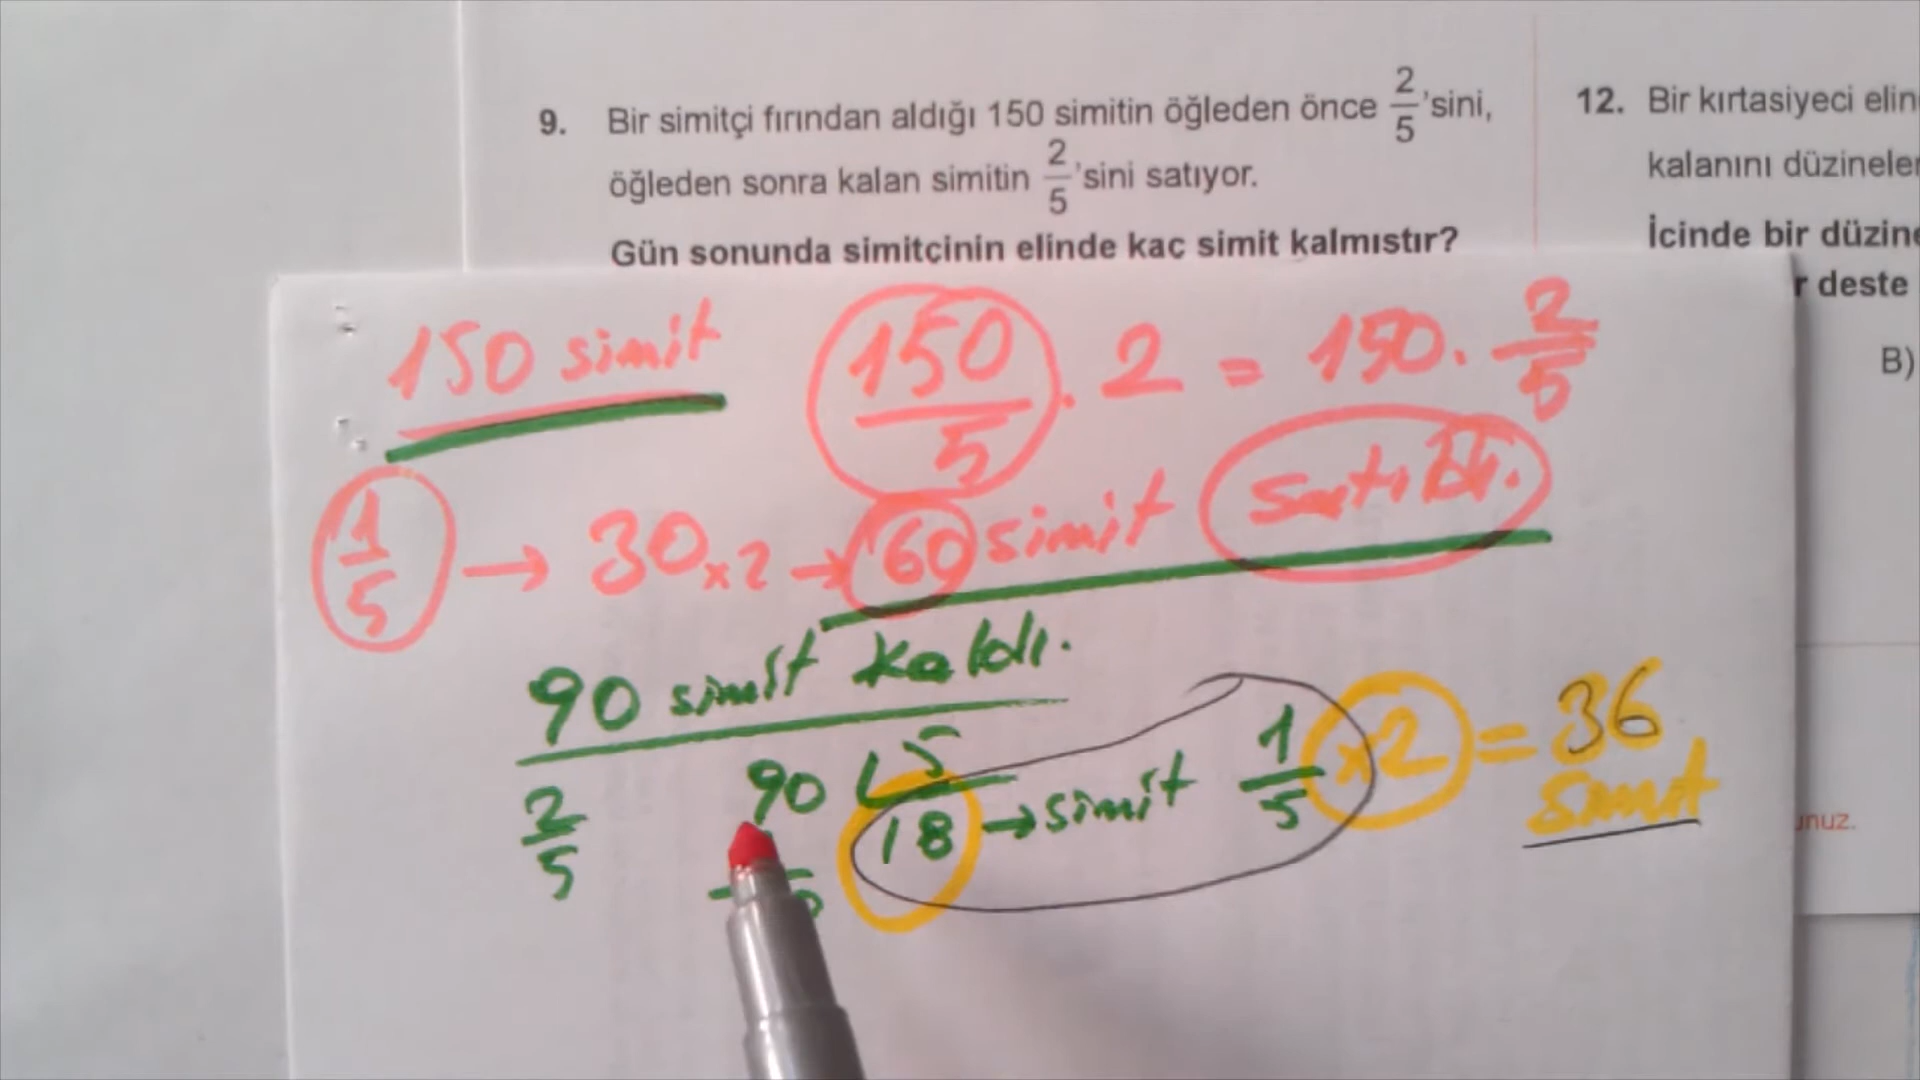 9. Bir simitçi fırından aldığı 150 simitin öğleden önce 2/5'sini,
öğleden sonra kalan simitin 2/5'sini satıyor.
Gün sonunda simitçinin elinde kaç simit kalmıştır?
12. Bir kırtasiyeci elin
kalanını düzineler
İçinde bir düzine
r deste
B)
unuz.
150 simit 150/5 . 2 = 150 . 2/5
1/5 → 30 x2 → 60 simit satıldı.
90 simit kaldı.
2/5 90 5
18 → simit 1/5 x2 = 36
simit